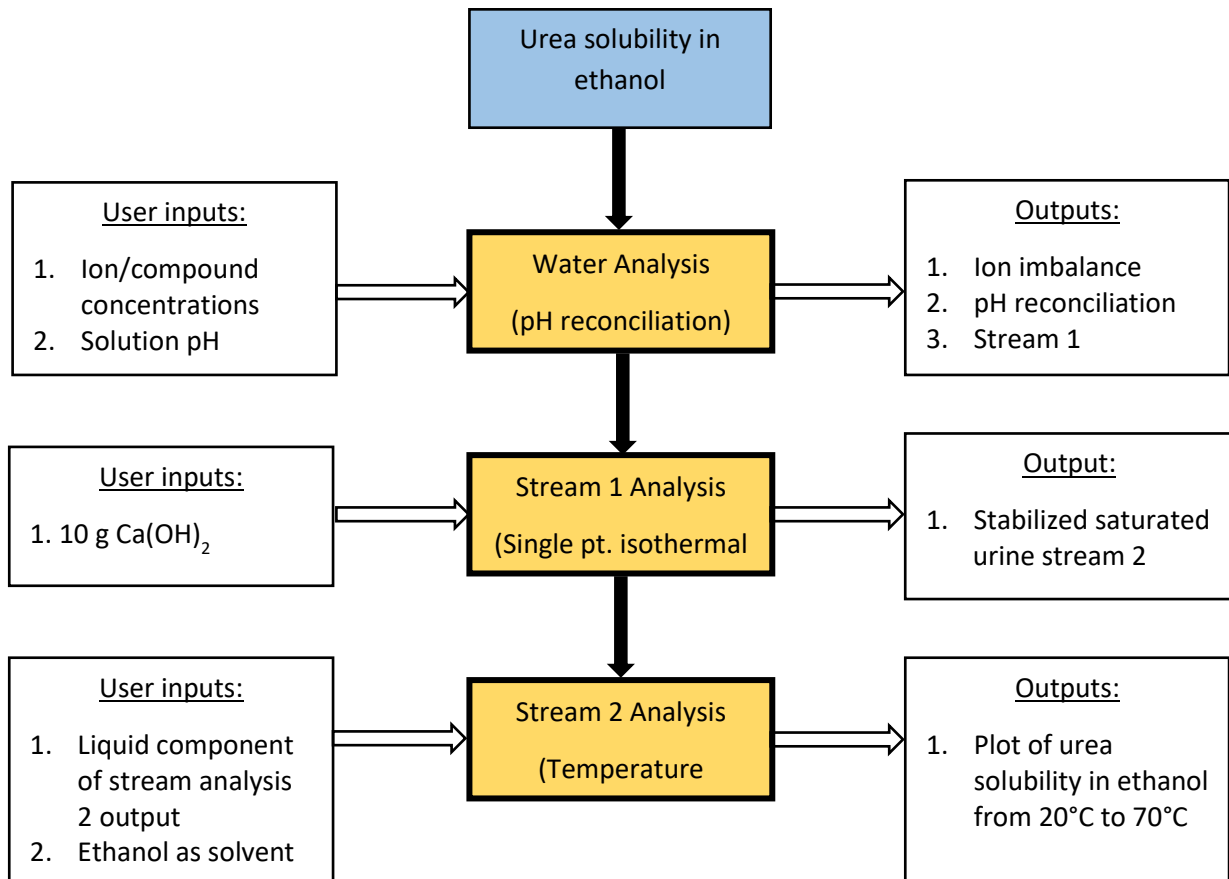 Urea solubility in
ethanol
User inputs:
1. Ion/compound
concentrations
2. Solution pH
Water Analysis
(pH reconciliation)
Outputs:
1. Ion imbalance
2. pH reconciliation
3. Stream 1
User inputs:
1. 10 g Ca(OH)₂
Stream 1 Analysis
(Single pt. isothermal
Output:
1. Stabilized saturated
urine stream 2
User inputs:
1. Liquid component
of stream analysis
2 output
2. Ethanol as solvent
Stream 2 Analysis
(Temperature
Outputs:
1. Plot of urea
solubility in ethanol
from 20°C to 70°C